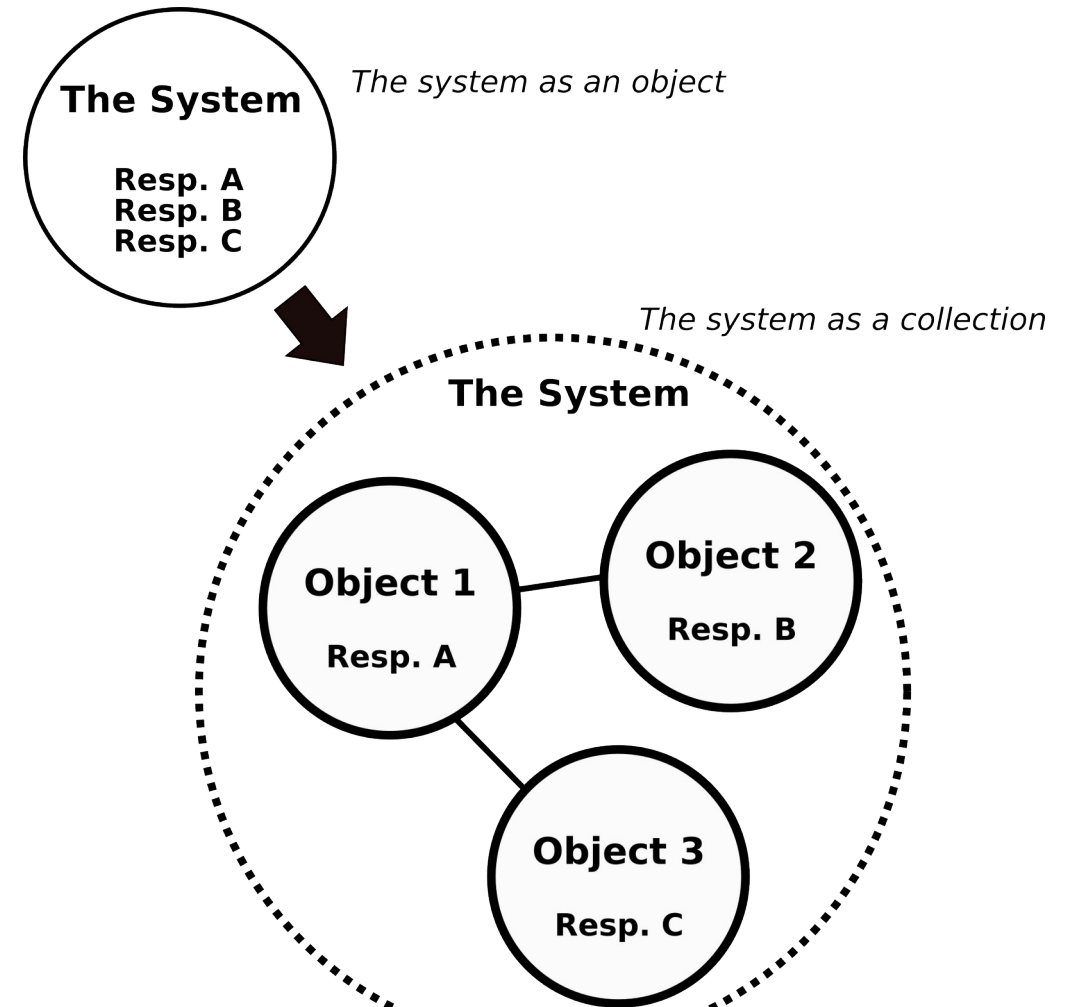 The System
The system as an object
Resp. A
Resp. B
Resp. C
The system as a collection
The System
Object 1
Resp. A
Object 2
Resp. B
Object 3
Resp. C